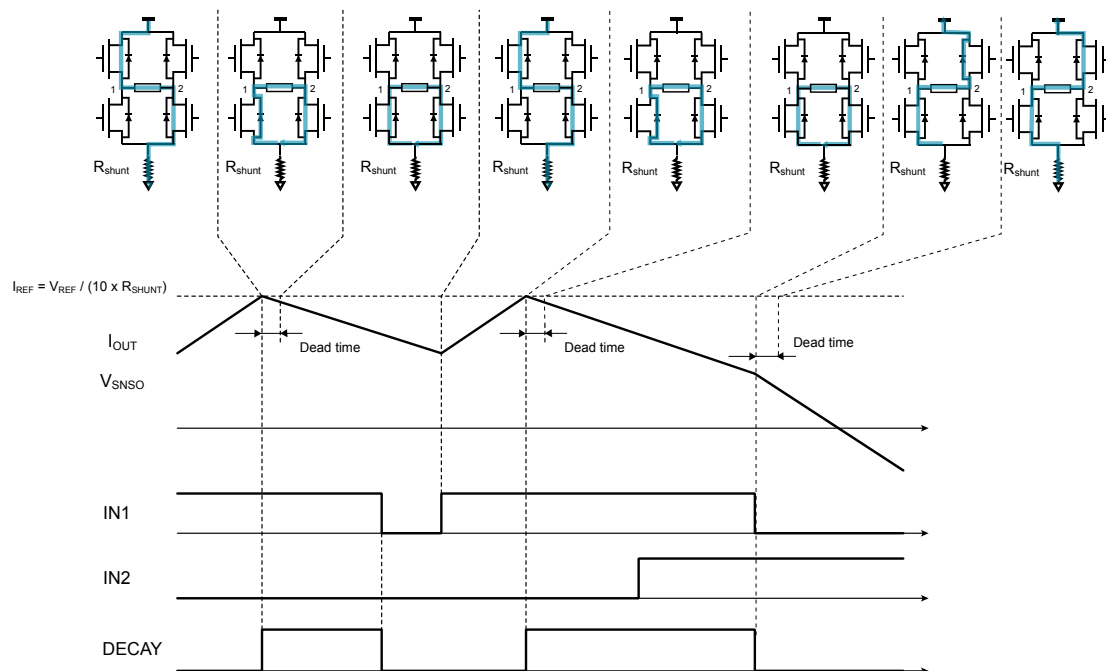 1 2 1 2 1 2 1 2 1 2 1 2 1 2 1 2
Rshunt Rshunt Rshunt Rshunt Rshunt Rshunt Rshunt Rshunt
IREF = VREF / (10 x RSHUNT)
IOUT
Dead time Dead time Dead time
VSNSO
IN1
IN2
DECAY